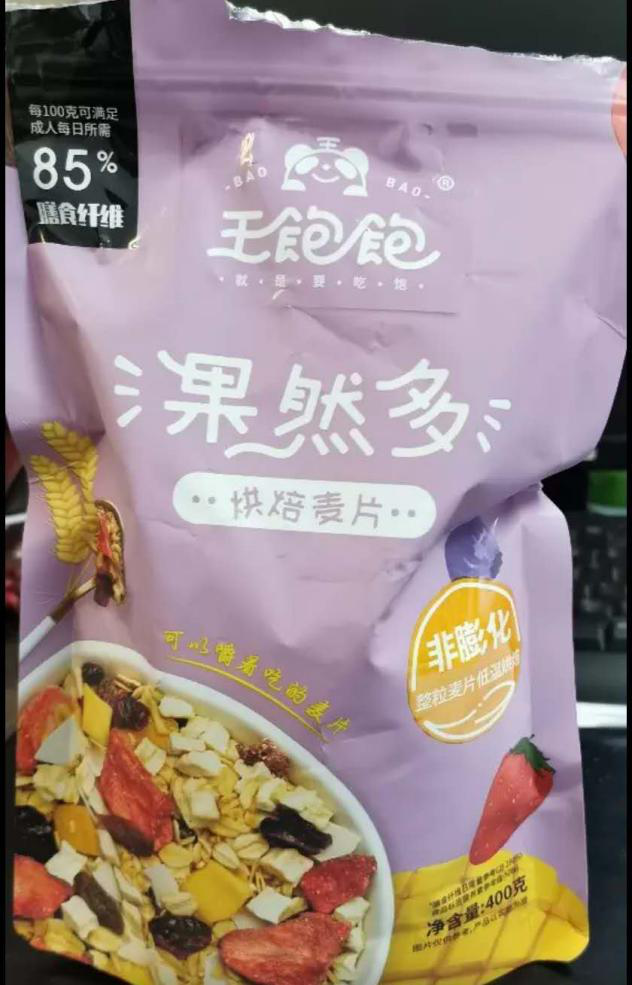 每100克可满足
成人每日所需
85%
膳食纤维
王
-BAO BAO-®
王饱饱
·就·是·要·吃·饱·
果然多
··烘焙麦片··
非膨化
整粒麦片低温烘焙
可以嚼着吃的麦片
净含量:400克